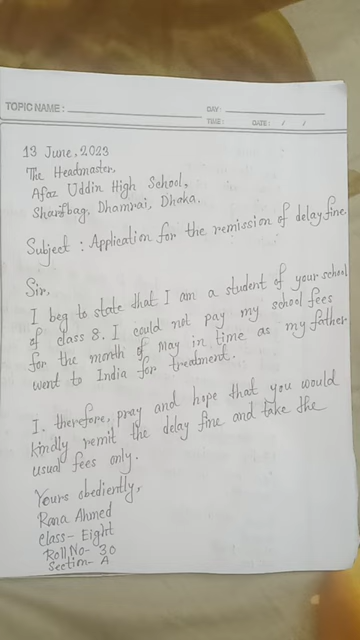 TOPIC NAME :
DAY :
TIME :
DATE : / /
13 June, 2023
The Headmaster,
Afaz Uddin High School,
Sharifbag, Dhamrai, Dhaka.
Subject : Application for the remission of delay fine.
Sir,
I beg to state that I am a student of your school
of class 8. I could not pay my school fees
for the month of May in time as my father
went to India for treatment.
I, therefore, pray and hope that you would
kindly remit the delay fine and take the
usual fees only.
Yours obediently,
Rana Ahmed
Class- Eight
Roll No- 30
Section- A